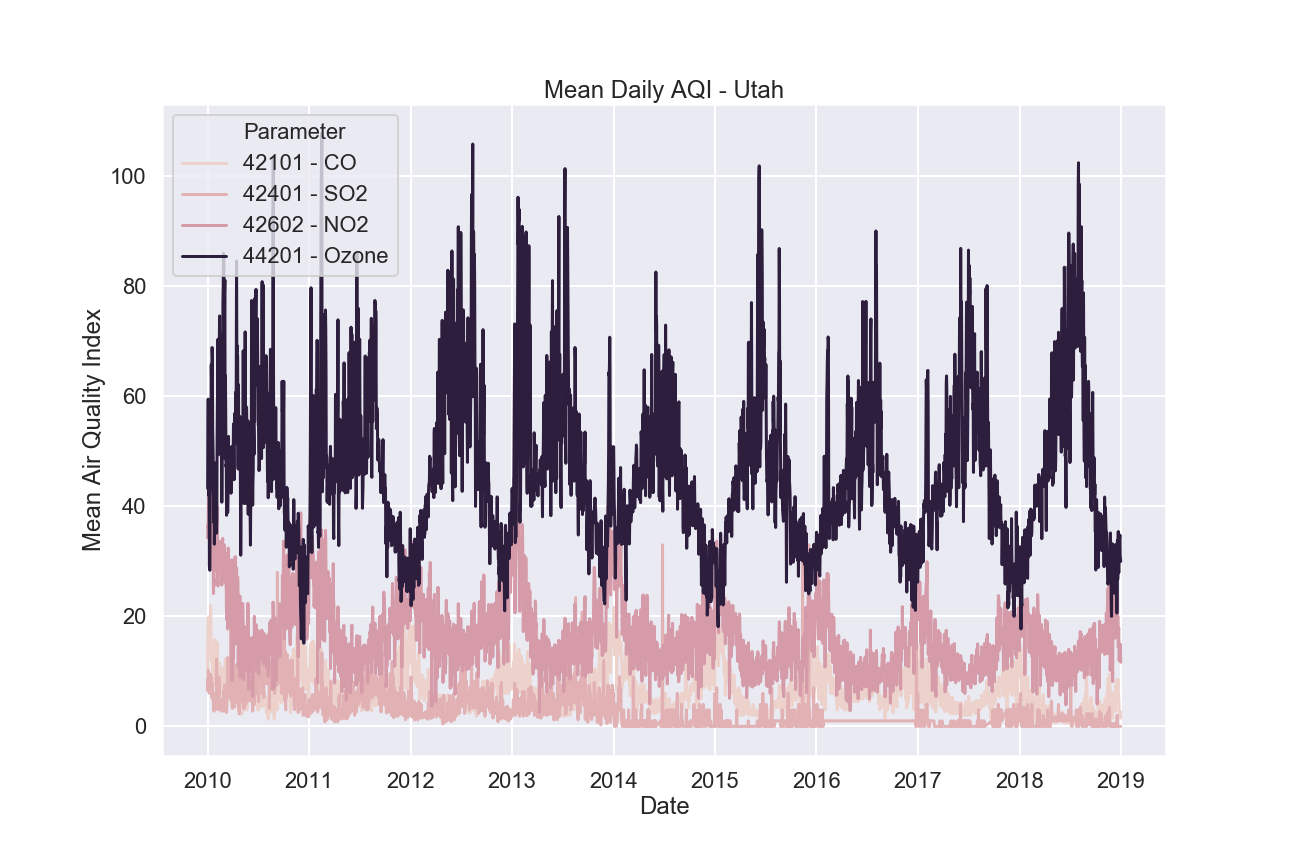 Mean Daily AQI - Utah
Parameter
42101 - CO
42401 - SO2
42602 - NO2
44201 - Ozone
Mean Air Quality Index
100
80
60
40
20
0
2010 2011 2012 2013 2014 2015 2016 2017 2018 2019
Date